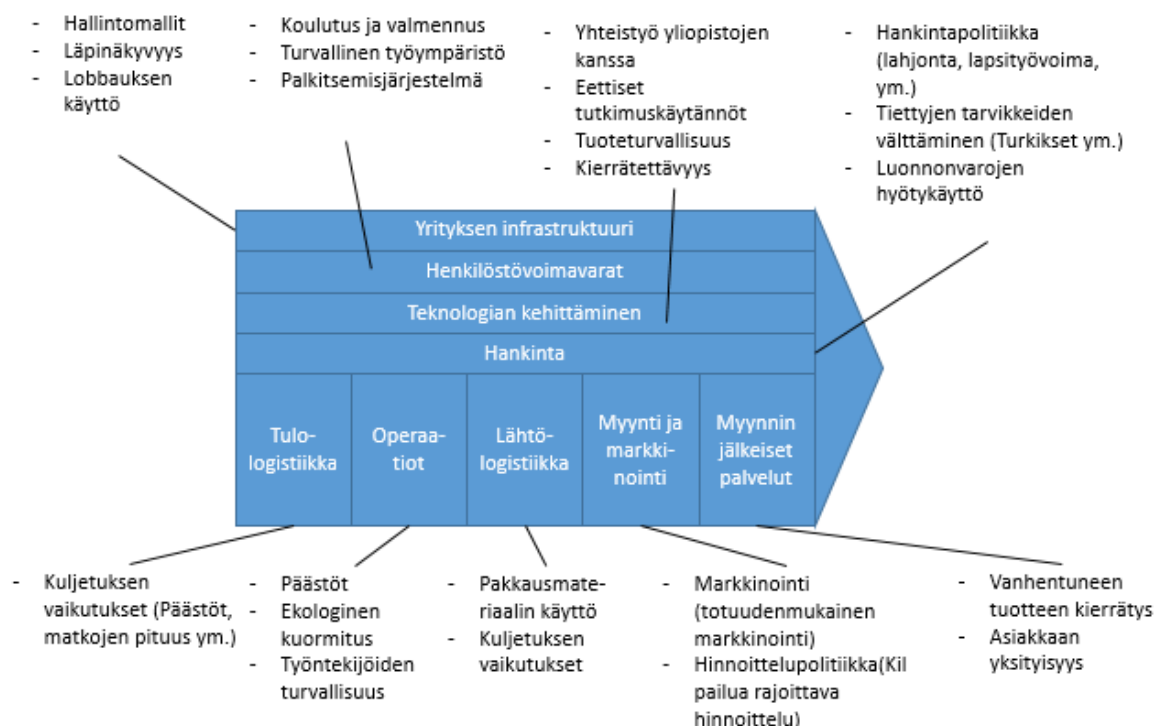 - Hallintomallit
- Läpinäkyvyys
- Lobbauksen
käyttö
- Koulutus ja valmennus
- Turvallinen työympäristö
- Palkitsemisjärjestelmä
- Yhteistyö yliopistojen
kanssa
- Eettiset
tutkimuskäytännöt
- Tuoteturvallisuus
- Kierrätettävyys
- Hankintapolitiikka
(lahjonta, lapsityövoima,
ym.)
- Tiettyjen tarvikkeiden
välttäminen (Turkikset ym.)
- Luonnonvarojen
hyötykäyttö
Yrityksen infrastruktuuri
Henkilöstövoimavarat
Teknologian kehittäminen
Hankinta
Tulo-
logistiikka
Operaa-
tiot
Lähtö-
logistiikka
Myynti ja
markki-
nointi
Myynnin
jälkeiset
palvelut
- Kuljetuksen
vaikutukset (Päästöt,
matkojen pituus ym.)
- Päästöt
- Ekologinen
kuormitus
- Työntekijöiden
turvallisuus
- Pakkausmate-
riaalin käyttö
- Kuljetuksen
vaikutukset
- Markkinointi
(totuudenmukainen
markkinointi)
- Hinnoittelupolitiikka(Kil
pailua rajoittava
hinnoittelu)
- Vanhentuneen
tuotteen kierrätys
- Asiakkaan
yksityisyys